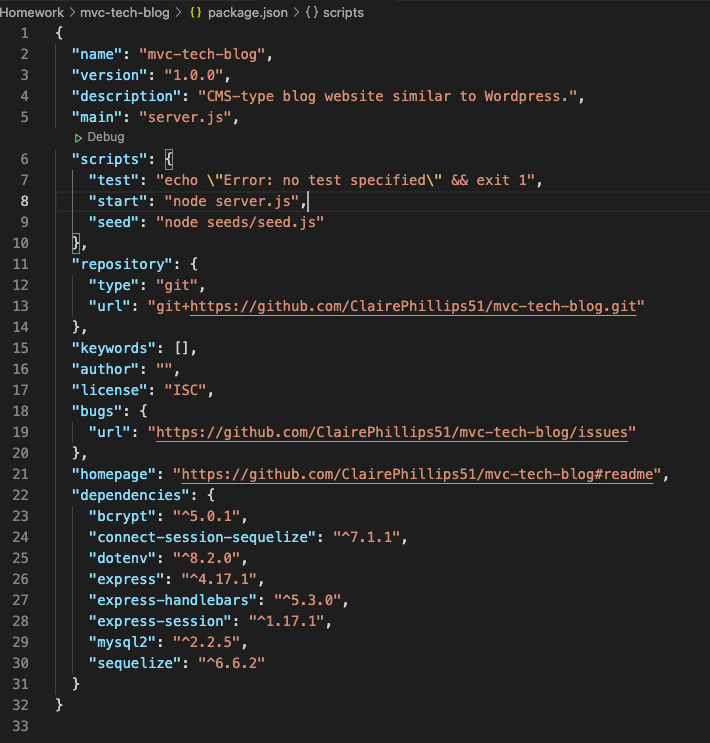 Homework > mvc-tech-blog > {} package.json > {} scripts
1 {
2 "name": "mvc-tech-blog",
3 "version": "1.0.0",
4 "description": "CMS-type blog website similar to Wordpress.",
5 "main": "server.js",
Debug
6 "scripts": {
7 "test": "echo \"Error: no test specified\" && exit 1",
8 "start": "node server.js",
9 "seed": "node seeds/seed.js"
10 },
11 "repository": {
12 "type": "git",
13 "url": "git+https://github.com/ClairePhillips51/mvc-tech-blog.git"
14 },
15 "keywords": [],
16 "author": "",
17 "license": "ISC",
18 "bugs": {
19 "url": "https://github.com/ClairePhillips51/mvc-tech-blog/issues"
20 },
21 "homepage": "https://github.com/ClairePhillips51/mvc-tech-blog#readme",
22 "dependencies": {
23 "bcrypt": "^5.0.1",
24 "connect-session-sequelize": "^7.1.1",
25 "dotenv": "^8.2.0",
26 "express": "^4.17.1",
27 "express-handlebars": "^5.3.0",
28 "express-session": "^1.17.1",
29 "mysql2": "^2.2.5",
30 "sequelize": "^6.6.2"
31 }
32 }
33